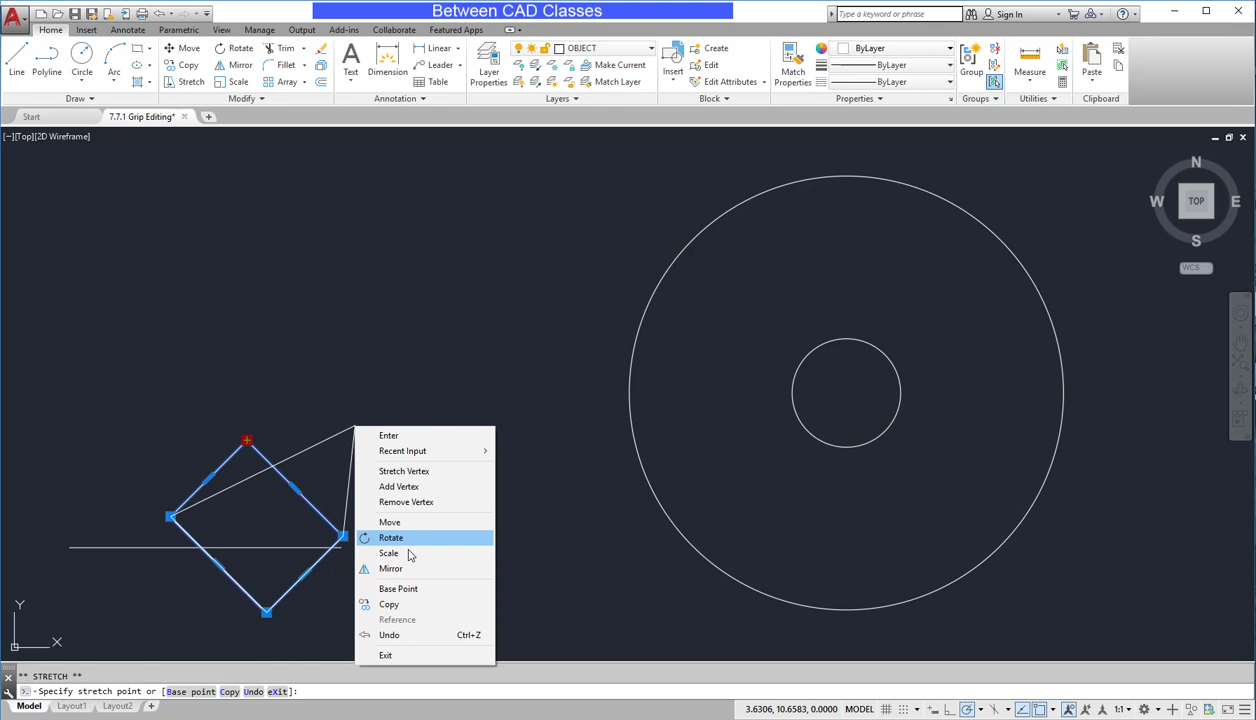 Between CAD Classes
Type a keyword or phrase
Sign In
Home Insert Annotate Parametric View Manage Output Add-ins Collaborate Featured Apps
Move Rotate Trim Linear OBJECT Create ByLayer
Copy Mirror Fillet Leader Make Current Edit ByLayer
Line Polyline Circle Arc Text Dimension Layer Properties Insert Match Properties Group Measure Paste
Stretch Scale Array Table Match Layer Edit Attributes ByLayer
Draw Modify Annotation Layers Block Properties Groups Utilities Clipboard
Start 7.7.1 Grip Editing*
[−][Top][2D Wireframe]
N
W TOP E
S
WCS
Enter
Recent Input
Stretch Vertex
Add Vertex
Remove Vertex
Move
Rotate
Scale
Mirror
Base Point
Copy
Reference
Undo Ctrl+Z
Exit
Y
X
** STRETCH **
Specify stretch point or [Base point Copy Undo eXit]:
Model Layout1 Layout2 3.6306, 10.6583, 0.0000 MODEL 1:1